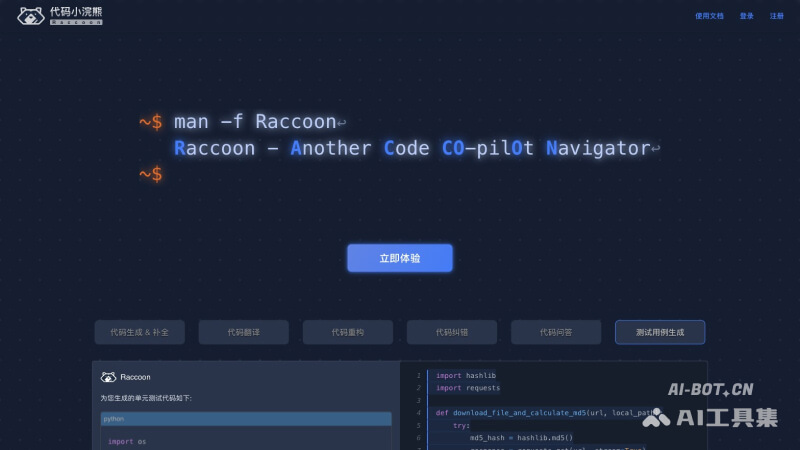 代码小浣熊
Raccoon
使用文档 登录 注册
~$ man -f Raccoon↩
Raccoon - Another Code CO-pilOt Navigator↩
~$
立即体验
代码生成 & 补全 代码翻译 代码重构 代码纠错 代码问答 测试用例生成
Raccoon
为您生成的单元测试代码如下:
python
import os
1 import hashlib
2 import requests
3
4 def download_file_and_calculate_md5(url, local_path
5 try:
6 md5_hash = hashlib.md5()
AI-BOT.CN
AI工具集